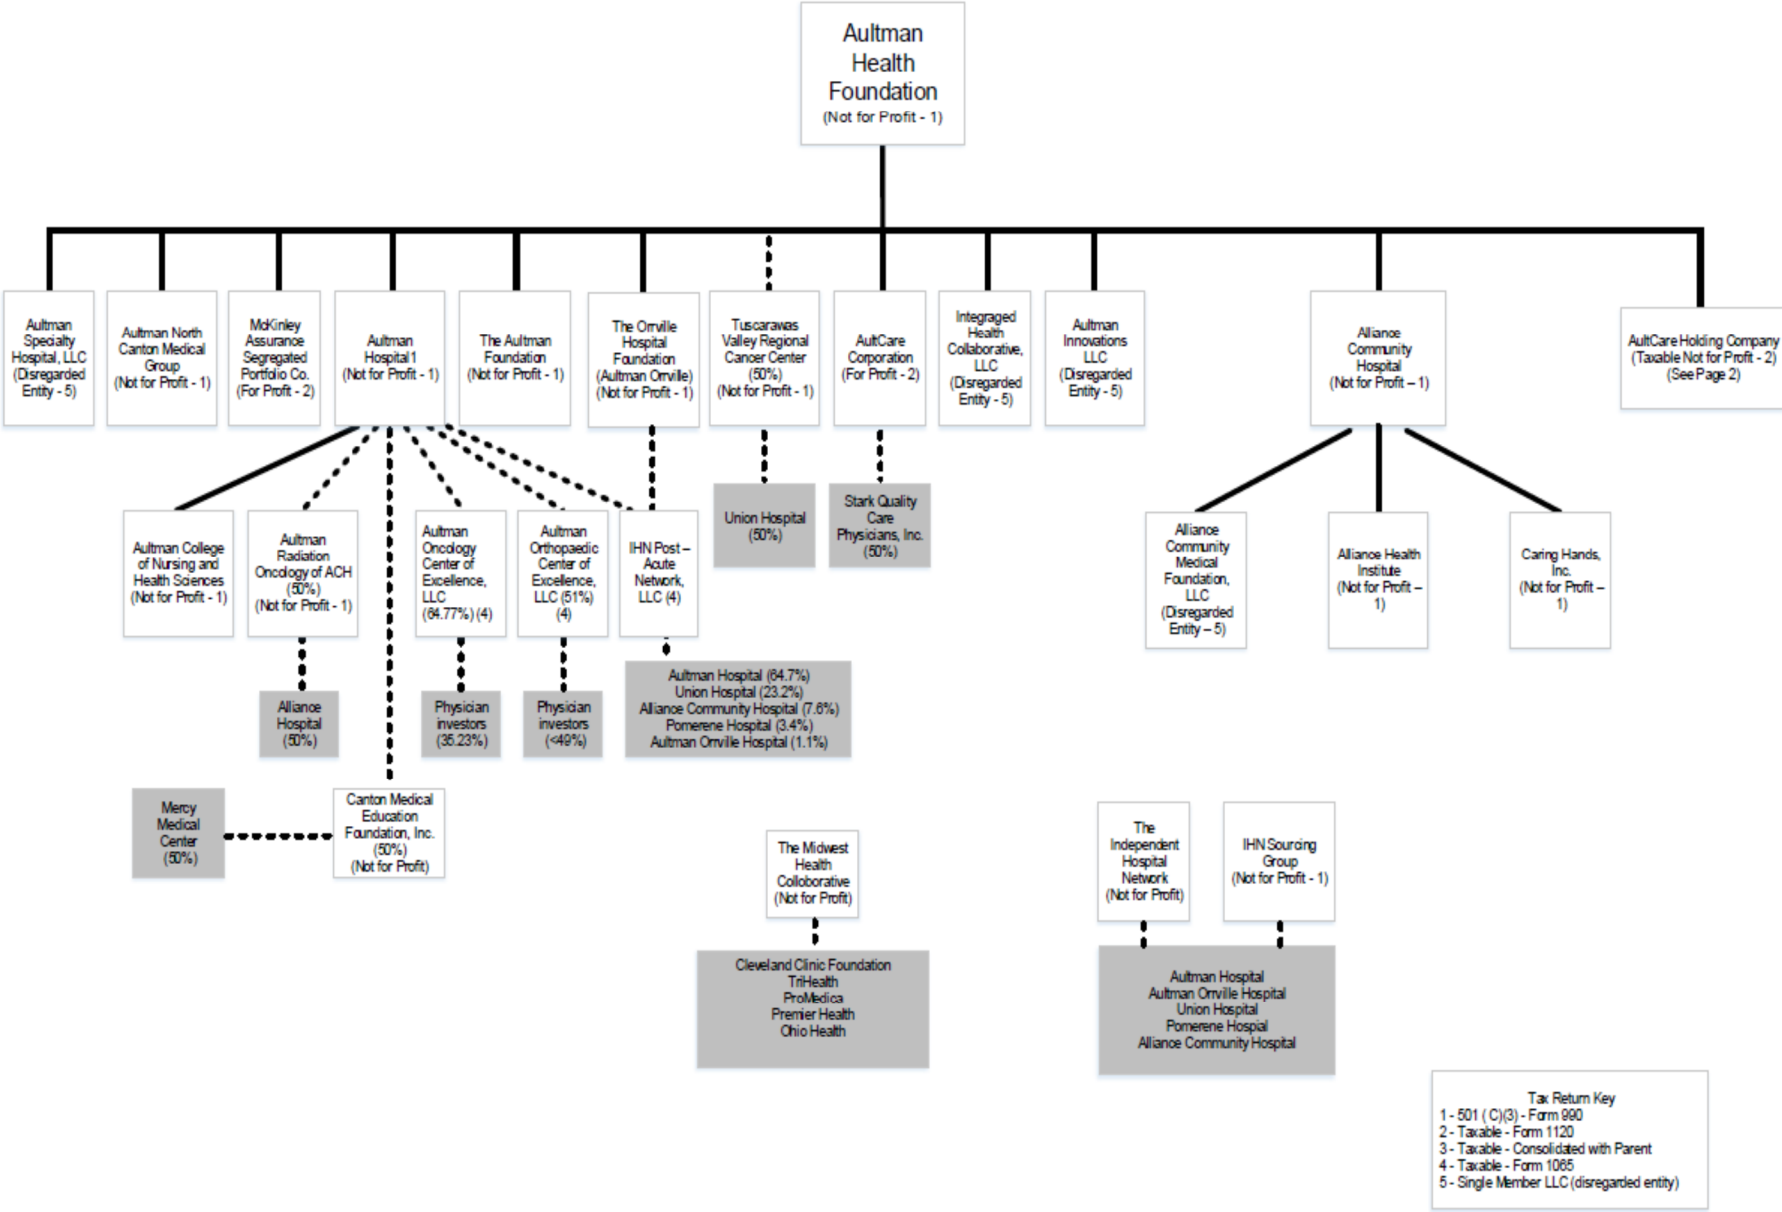 Aultman
Health
Foundation
(Not for Profit - 1)
Aultman
Specialty
Hospital, LLC
(Disregarded
Entity - 5)
Aultman North
Canton Medical
Group
(Not for Profit - 1)
McKinley
Assurance
Segregated
Portfolio Co.
(For Profit - 2)
Aultman
Hospital1
(Not for Profit - 1)
The Aultman
Foundation
(Not for Profit - 1)
The Orrville
Hospital
Foundation
(Aultman Orrville)
(Not for Profit - 1)
Tuscarawas
Valley Regional
Cancer Center
(50%)
(Not for Profit - 1)
AultCare
Corporation
(For Profit - 2)
Integraged
Health
Collaborative,
LLC
(Disregarded
Entity - 5)
Aultman
Innovations
LLC
(Disregarded
Entity - 5)
Alliance
Community
Hospital
(Not for Profit – 1)
AultCare Holding Company
(Taxable Not for Profit - 2)
(See Page 2)
Aultman College
of Nursing and
Health Sciences
(Not for Profit - 1)
Aultman
Radiation
Oncology of ACH
(50%)
(Not for Profit - 1)
Aultman
Oncology
Center of
Excellence,
LLC
(64.77%) (4)
Aultman
Orthopaedic
Center of
Excellence,
LLC (51%)
(4)
IHN Post –
Acute
Network,
LLC (4)
Union Hospital
(50%)
Stark Quality
Care
Physicians, Inc.
(50%)
Alliance
Community
Medical
Foundation,
LLC
(Disregarded
Entity – 5)
Alliance Health
Institute
(Not for Profit –
1)
Caring Hands,
Inc.
(Not for Profit –
1)
Alliance
Hospital
(50%)
Physician
investors
(35.23%)
Physician
investors
(<49%)
Aultman Hospital (64.7%)
Union Hospital (23.2%)
Alliance Community Hospital (7.6%)
Pomerene Hospital (3.4%)
Aultman Orrville Hospital (1.1%)
Mercy
Medical
Center
(50%)
Canton Medical
Education
Foundation, Inc.
(50%)
(Not for Profit)
The Midwest
Health
Colloborative
(Not for Profit)
Cleveland Clinic Foundation
TriHealth
ProMedica
Premier Health
Ohio Health
The
Independent
Hospital
Network
(Not for Profit)
IHN Sourcing
Group
(Not for Profit - 1)
Aultman Hospital
Aultman Orrville Hospital
Union Hospital
Pomerene Hospial
Alliance Community Hospital
Tax Return Key
1 - 501 ( C)(3) - Form 990
2 - Taxable - Form 1120
3 - Taxable - Consolidated with Parent
4 - Taxable - Form 1065
5 - Single Member LLC (disregarded entity)